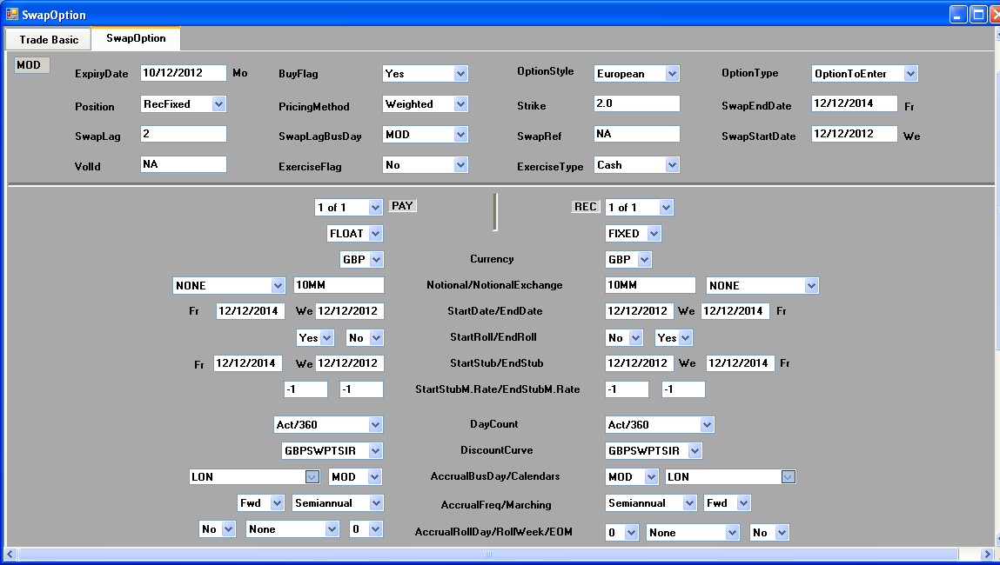 SwapOption
Trade Basic SwapOption
MOD
ExpiryDate 10/12/2012 Mo BuyFlag Yes OptionStyle European OptionType OptionToEnter
Position RecFixed PricingMethod Weighted Strike 2.0 SwapEndDate 12/12/2014 Fr
SwapLag 2 SwapLagBusDay MOD SwapRef NA SwapStartDate 12/12/2012 We
VolId NA ExerciseFlag No ExerciseType Cash
1 of 1 PAY REC 1 of 1
FLOAT FIXED
GBP Currency GBP
NONE 10MM Notional/NotionalExchange 10MM NONE
Fr 12/12/2014 We 12/12/2012 StartDate/EndDate 12/12/2012 We 12/12/2014 Fr
Yes No StartRoll/EndRoll No Yes
Fr 12/12/2014 We 12/12/2012 StartStub/EndStub 12/12/2012 We 12/12/2014 Fr
-1 -1 StartStubM.Rate/EndStubM.Rate -1 -1
Act/360 DayCount Act/360
GBPSWPTSIR DiscountCurve GBPSWPTSIR
LON MOD AccrualBusDay/Calendars MOD LON
Fwd Semiannual AccrualFreq/Marching Semiannual Fwd
No None 0 AccrualRollDay/RollWeek/EOM 0 None No